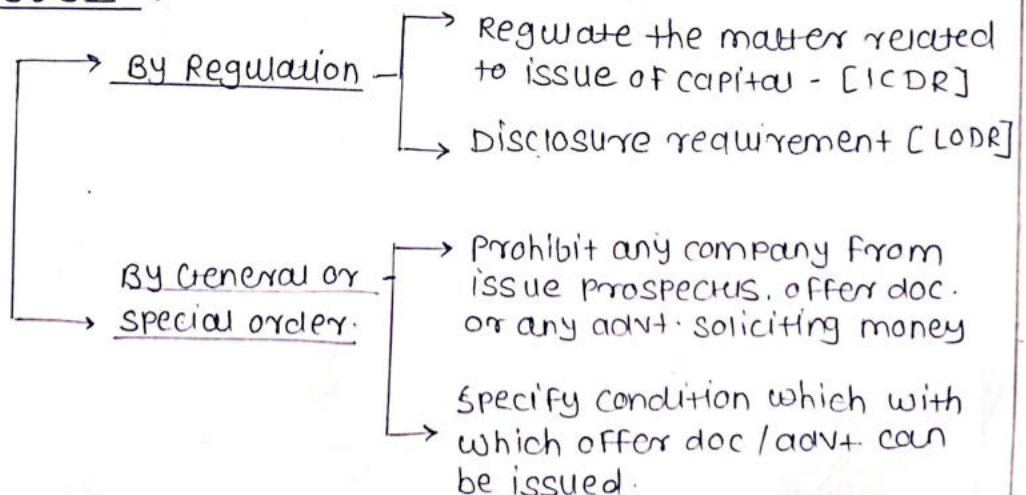 By Regulation
Regulate the matter related
to issue of capital - [ICDR]
Disclosure requirement [LODR]
By General or
special order.
Prohibit any company from
issue prospectus, offer doc.
or any advt. soliciting money
Specify condition which with
which offer doc / advt. can
be issued.